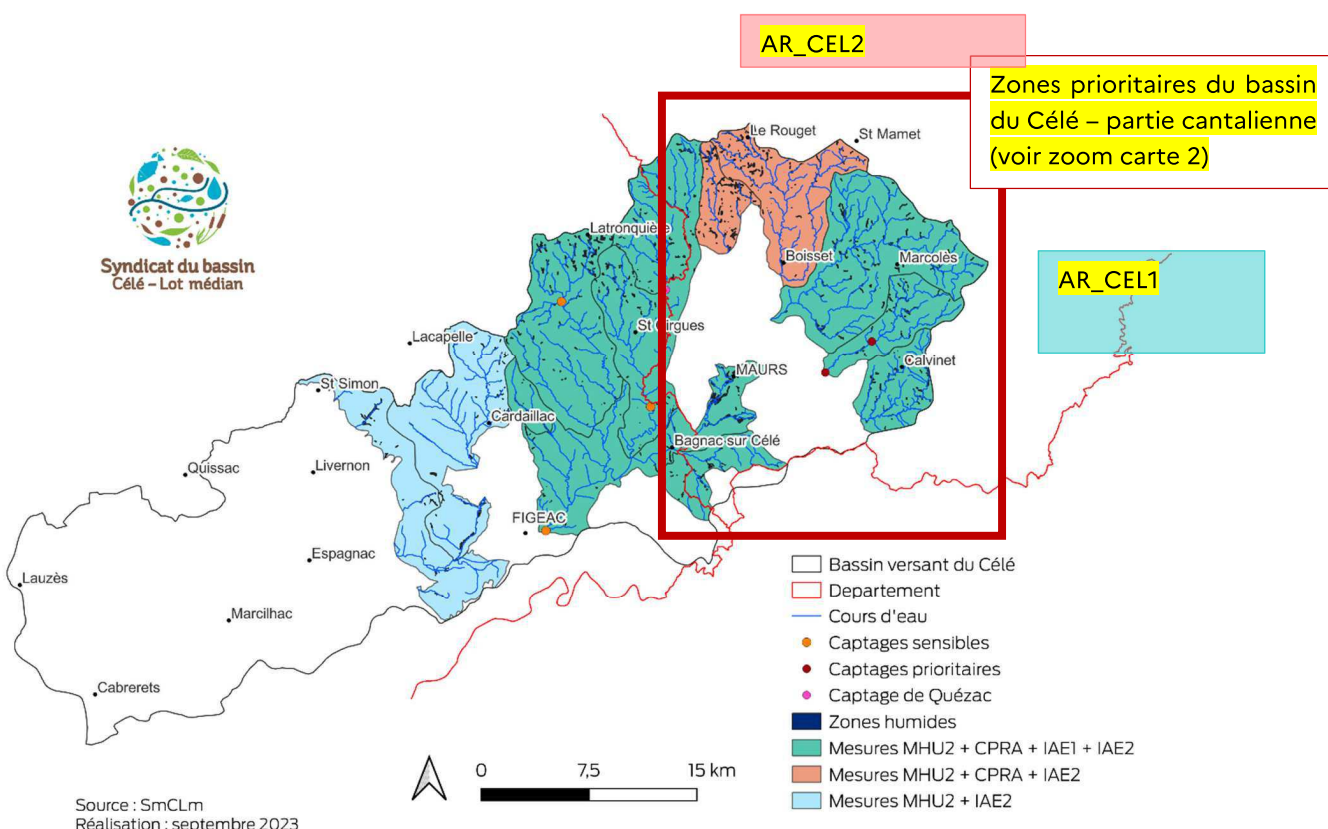 AR_CEL2
Zones prioritaires du bassin
du Célé – partie cantalienne
(voir zoom carte 2)
Le Rouget
St Mamet
Syndicat du bassin
Célé – Lot médian
Latronquière
Boisset
Marcolès
AR_CEL1
St Cirgues
Lacapelle
Calvinet
MAURS
St Simon
Cardaillac
Bagnac sur Célé
Quissac
Livernon
FIGEAC
Espagnac
Lauzès
Marcilhac
Cabrerets
Bassin versant du Célé
Departement
Cours d'eau
Captages sensibles
Captages prioritaires
Captage de Quézac
Zones humides
Mesures MHU2 + CPRA + IAE1 + IAE2
Mesures MHU2 + CPRA + IAE2
Mesures MHU2 + IAE2
0 7,5 15 km
Source : SmCLm
Réalisation : septembre 2023